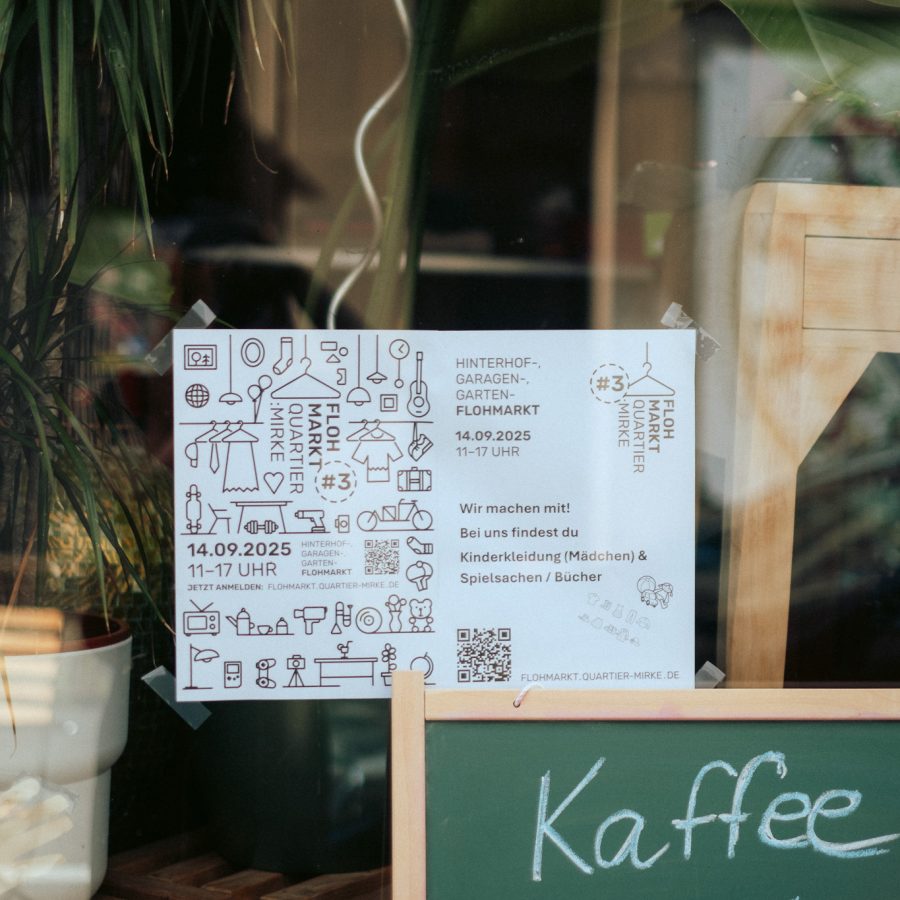 FLOH
MARKT
QUARTIER
:MIRKE
#3
14.09.2025
11–17 UHR
HINTERHOF-,
GARAGEN-,
GARTEN-
FLOHMARKT
JETZT ANMELDEN: FLOHMARKT.QUARTIER-MIRKE.DE
HINTERHOF-,
GARAGEN-,
GARTEN-
FLOHMARKT
14.09.2025
11–17 UHR
#3
FLOH
MARKT
QUARTIER
:MIRKE
Wir machen mit!
Bei uns findest du
Kinderkleidung (Mädchen) &
Spielsachen / Bücher
FLOHMARKT.QUARTIER-MIRKE.DE
Kaffee